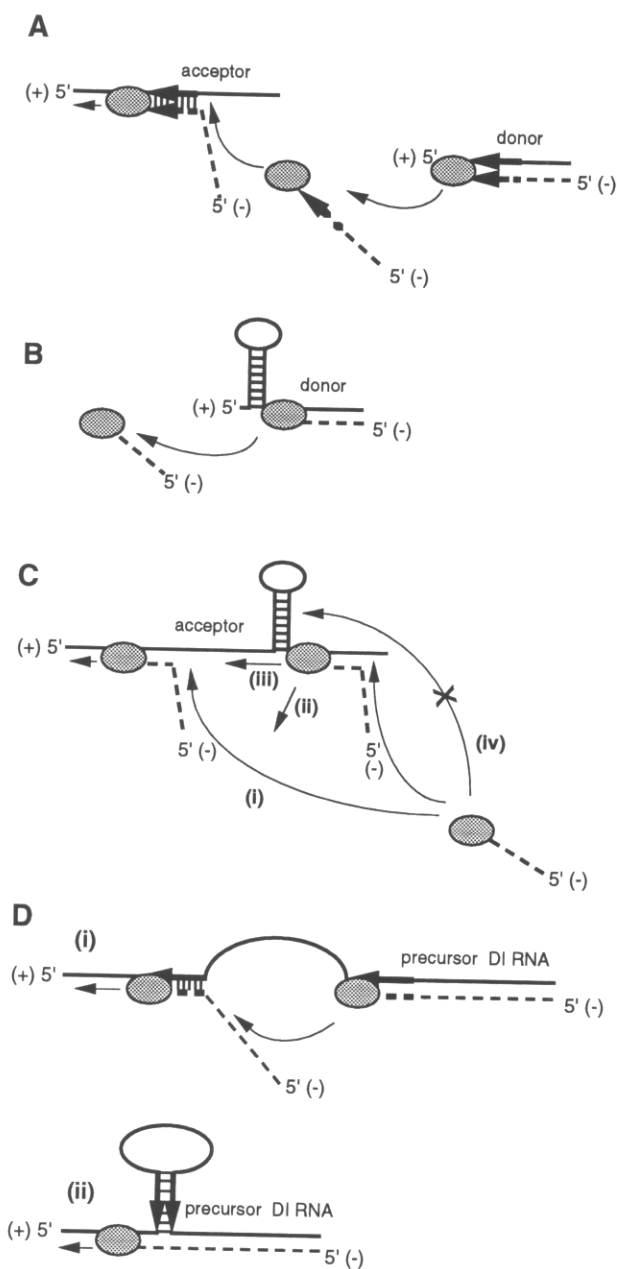 A
acceptor
(+) 5'
5' (-)
donor
(+) 5'
5' (-)
5' (-)
B
donor
(+) 5'
5' (-)
5' (-)
C
acceptor
(+) 5'
(iii)
(ii)
5' (-)
5'
(-)
(iv)
(i)
5' (-)
D
(i)
precursor DI RNA
(+) 5'
5' (-)
5' (-)
(ii)
precursor DI RNA
(+) 5'
5' (-)